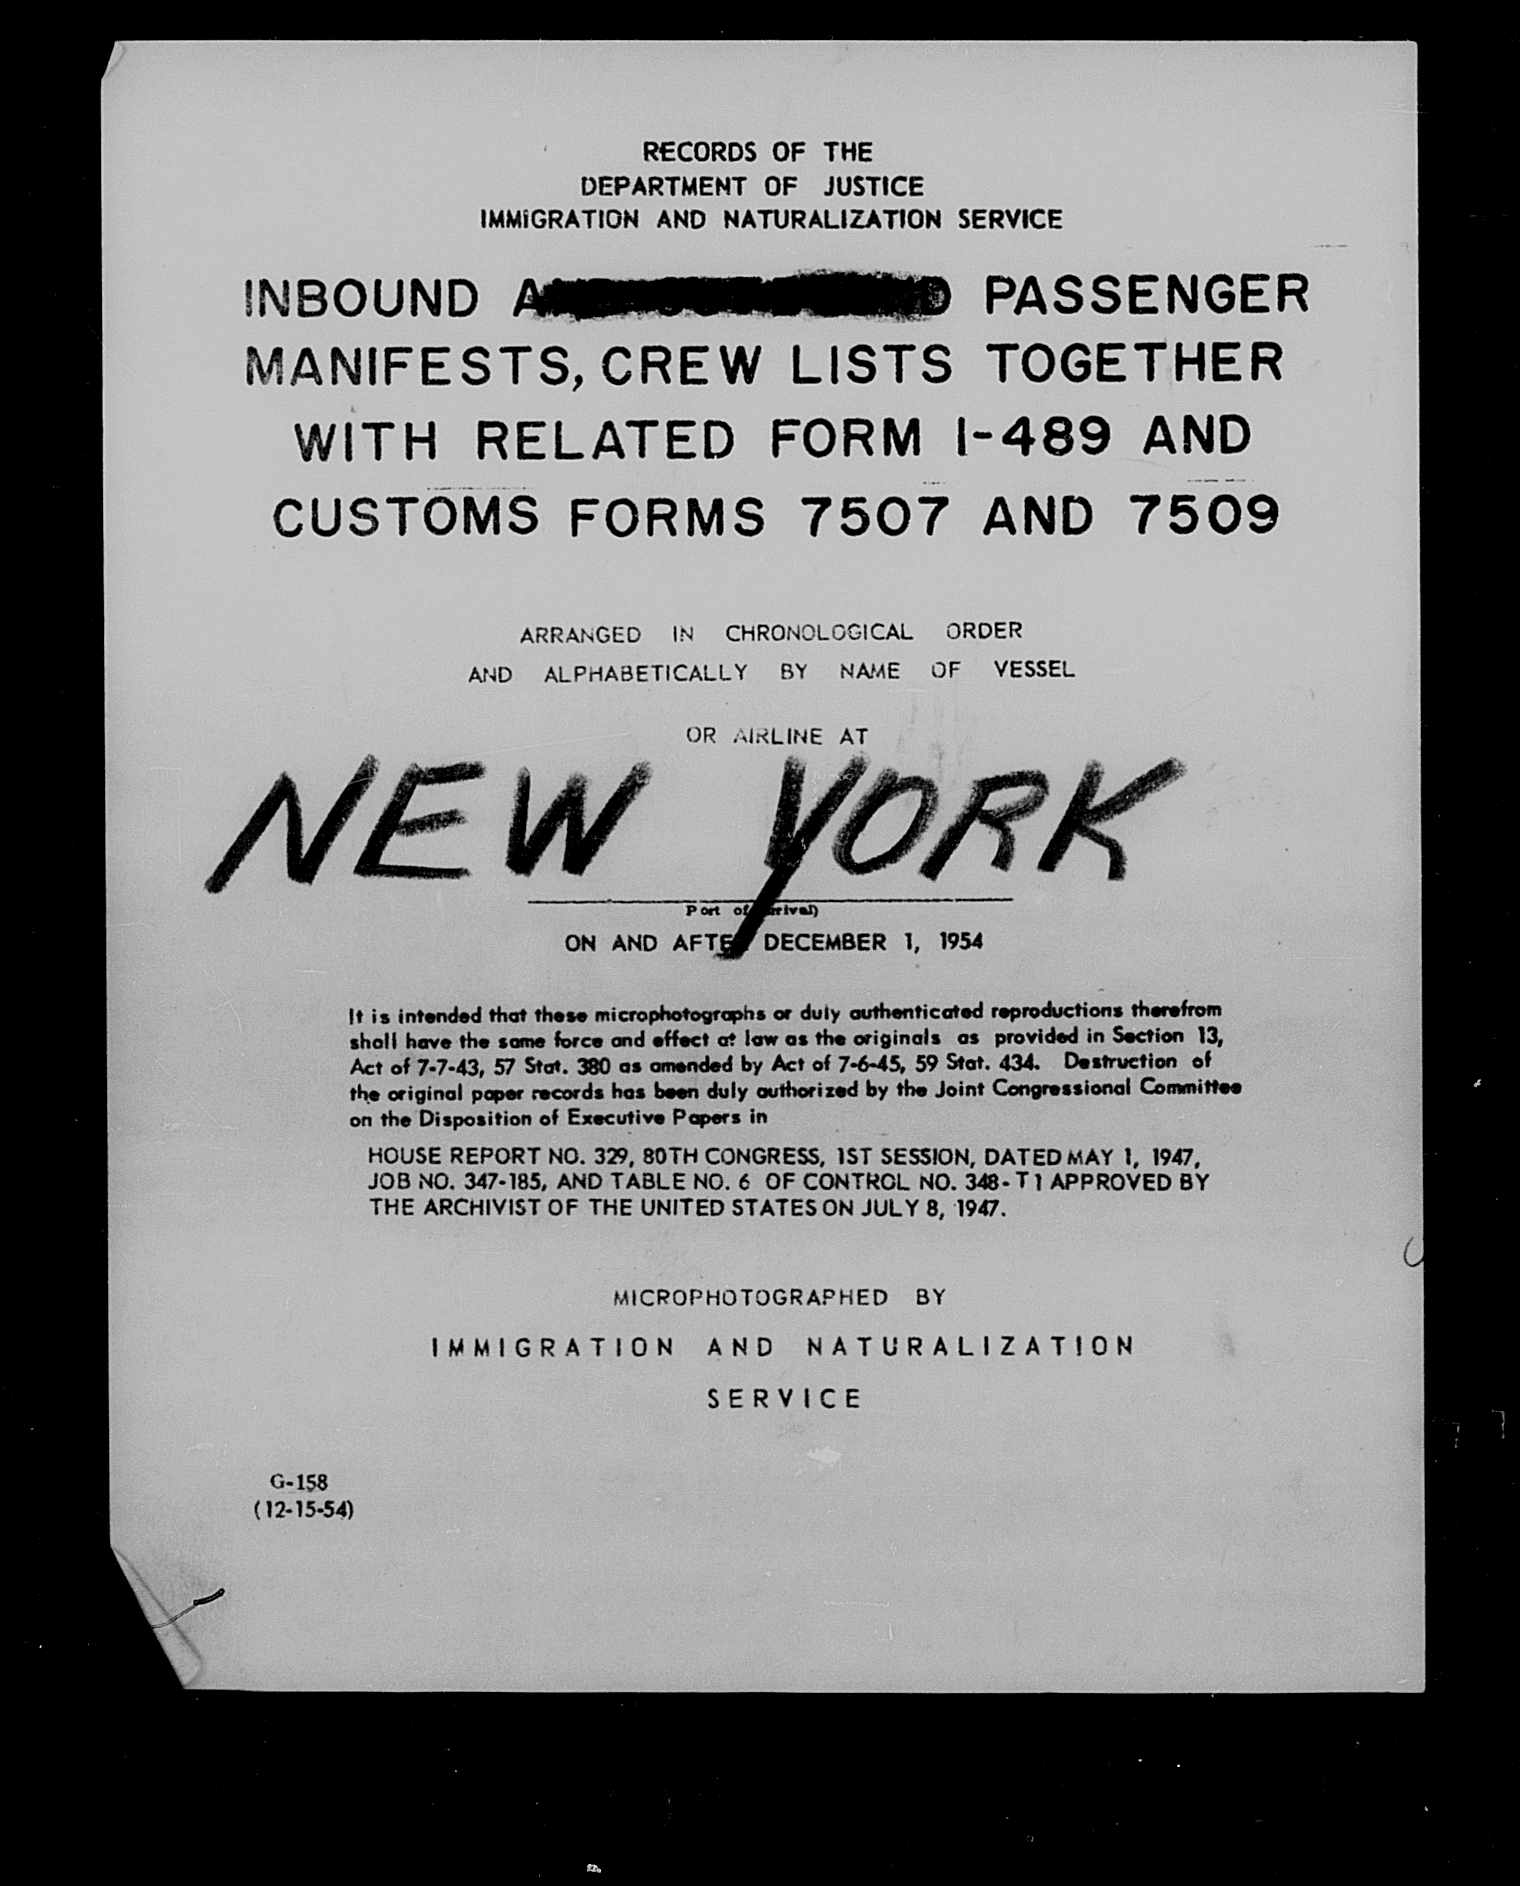 RECORDS OF THE
DEPARTMENT OF JUSTICE
IMMIGRATION AND NATURALIZATION SERVICE
INBOUND PASSENGER
MANIFESTS, CREW LISTS TOGETHER
WITH RELATED FORM I-489 AND
CUSTOMS FORMS 7507 AND 7509
ARRANGED IN CHRONOLOGICAL ORDER
AND ALPHABETICALLY BY NAME OF VESSEL
OR AIRLINE AT
NEW YORK
Port of
ON AND AFTER DECEMBER 1, 1954
It is intended that these microphotographs or duly authenticated reproductions therefrom
shall have the same force and effect at law as the originals as provided in Section 13,
Act of 7-7-43, 57 Stat. 380 as amended by Act of 7-6-45, 59 Stat. 434. Destruction of
the original paper records has been duly authorized by the Joint Congressional Committee
on the Disposition of Executive Papers in
HOUSE REPORT NO. 329, 80TH CONGRESS, 1ST SESSION, DATED MAY 1, 1947,
JOB NO. 347-185, AND TABLE NO. 6 OF CONTROL NO. 348-T1 APPROVED BY
THE ARCHIVIST OF THE UNITED STATES ON JULY 8, 1947.
MICROPHOTOGRAPHED BY
IMMIGRATION AND NATURALIZATION
SERVICE
G-158
(12-15-54)